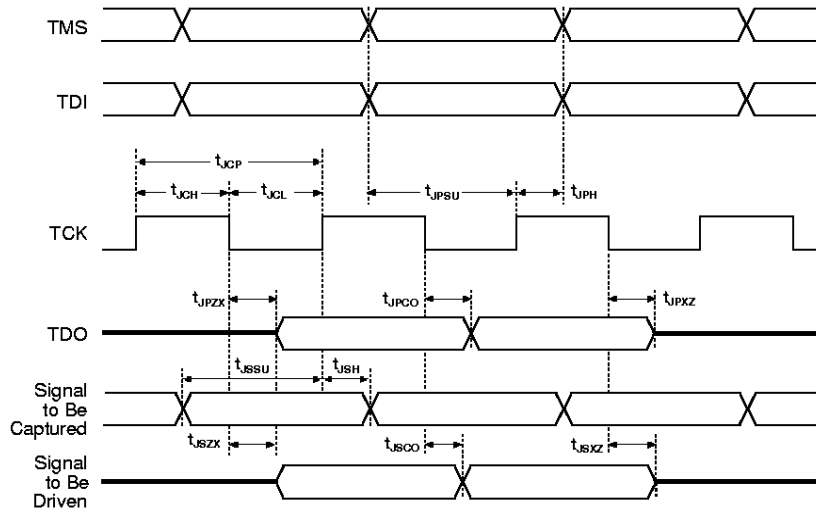 TMS
TDI
tJCP
tJCH tJCL tJPSU tJPH
TCK
tJPZX tJPCO tJPXZ
TDO
tJSSU tJSH
Signal
to Be
Captured
tJSZX tJSCO tJSXZ
Signal
to Be
Driven